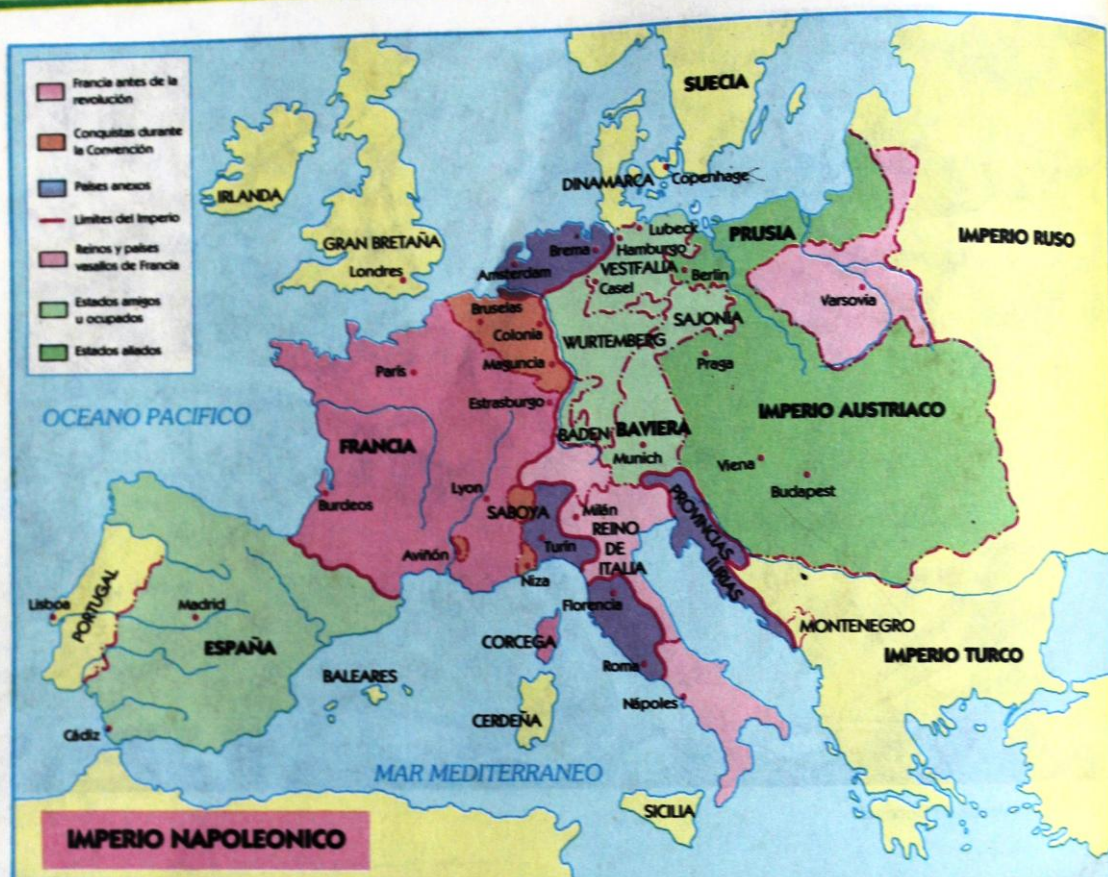 Francia antes de la
revolución
Conquistas durante
la Convención
Países anexos
Limites del Imperio
Reinos y países
vasallos de Francia
Estados amigos
u ocupados
Estados aliados
SUECIA
IRLANDA
DINAMARCA
Copenhage
GRAN BRETAÑA
Londres
Lubeck
Hamburgo
Brema
PRUSIA
IMPERIO RUSO
Amsterdam
VESTFALIA
Berlin
Casel
Varsovia
Bruselas
Colonia
SAJONIA
WURTEMBERG
Maguncia
Praga
París
Estrasburgo
OCEANO PACIFICO
IMPERIO AUSTRIACO
FRANCIA
BADEN
BAVIERA
Munich
Viena
Budapest
Burdeos
Lyon
SABOYA
Milán
PROVINCIAS
ILIRIAS
REINO
DE
ITALIA
Aviñón
Turín
Niza
Lisboa
PORTUGAL
Madrid
Florencia
MONTENEGRO
ESPAÑA
CORCEGA
IMPERIO TURCO
BALEARES
Roma
Nápoles
CERDEÑA
Cádiz
MAR MEDITERRANEO
SICILIA
IMPERIO NAPOLEONICO